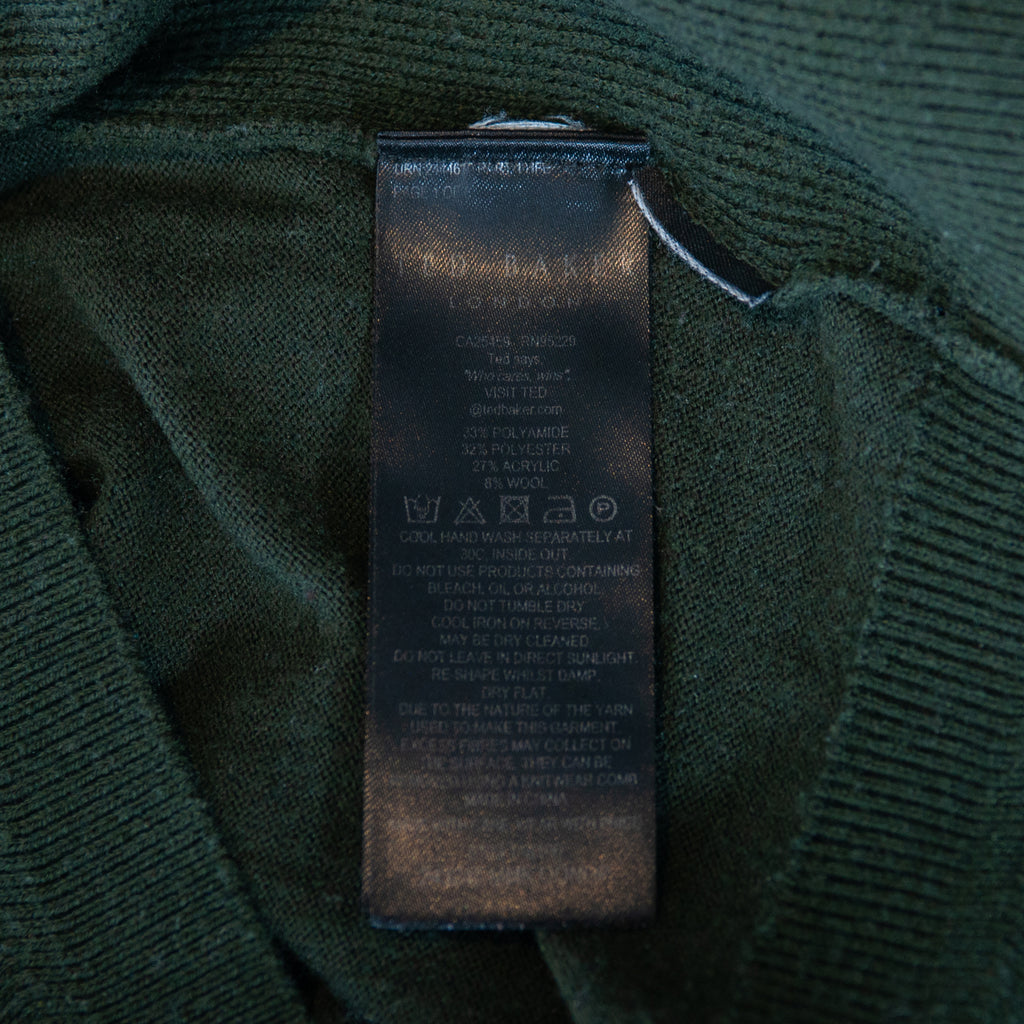 LONDON
RN95229
Ted says,
"Who cares, wins".
VISIT TED
@tedbaker.com
33% POLYAMIDE
32% POLYESTER
27% ACRYLIC
8% WOOL
P
COOL HAND WASH SEPARATELY AT
30C, INSIDE OUT
DO NOT USE PRODUCTS CONTAINING
BLEACH, OIL OR ALCOHOL.
DO NOT TUMBLE DRY
COOL IRON ON REVERSE.
MAY BE DRY CLEANED
DO NOT LEAVE IN DIRECT SUNLIGHT.
RE-SHAPE WHILST DAMP.
DRY FLAT.
DUE TO THE NATURE OF THE YARN
USED TO MAKE THIS GARMENT.
EXCESS FIBRES MAY COLLECT ON
THE SURFACE. THEY CAN BE
USING A KNITWEAR COMB
MADE IN CHINA